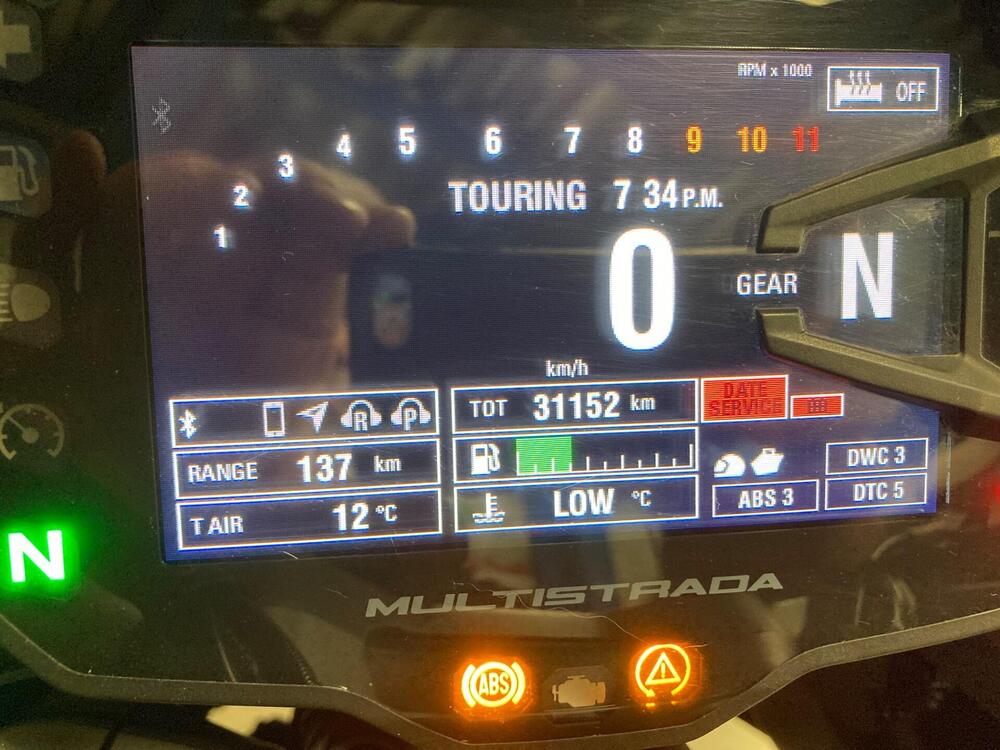 RPM x 1000
OFF
1 2 3 4 5 6 7 8 9 10 11
TOURING 7 34 P.M.
0
GEAR N
km/h
R P
TOT 31152 km
DATE
SERVICE
RANGE 137 km
DWC 3
T AIR 12 °C
LOW °C
ABS 3
DTC 5
N
MULTISTRADA
ABS